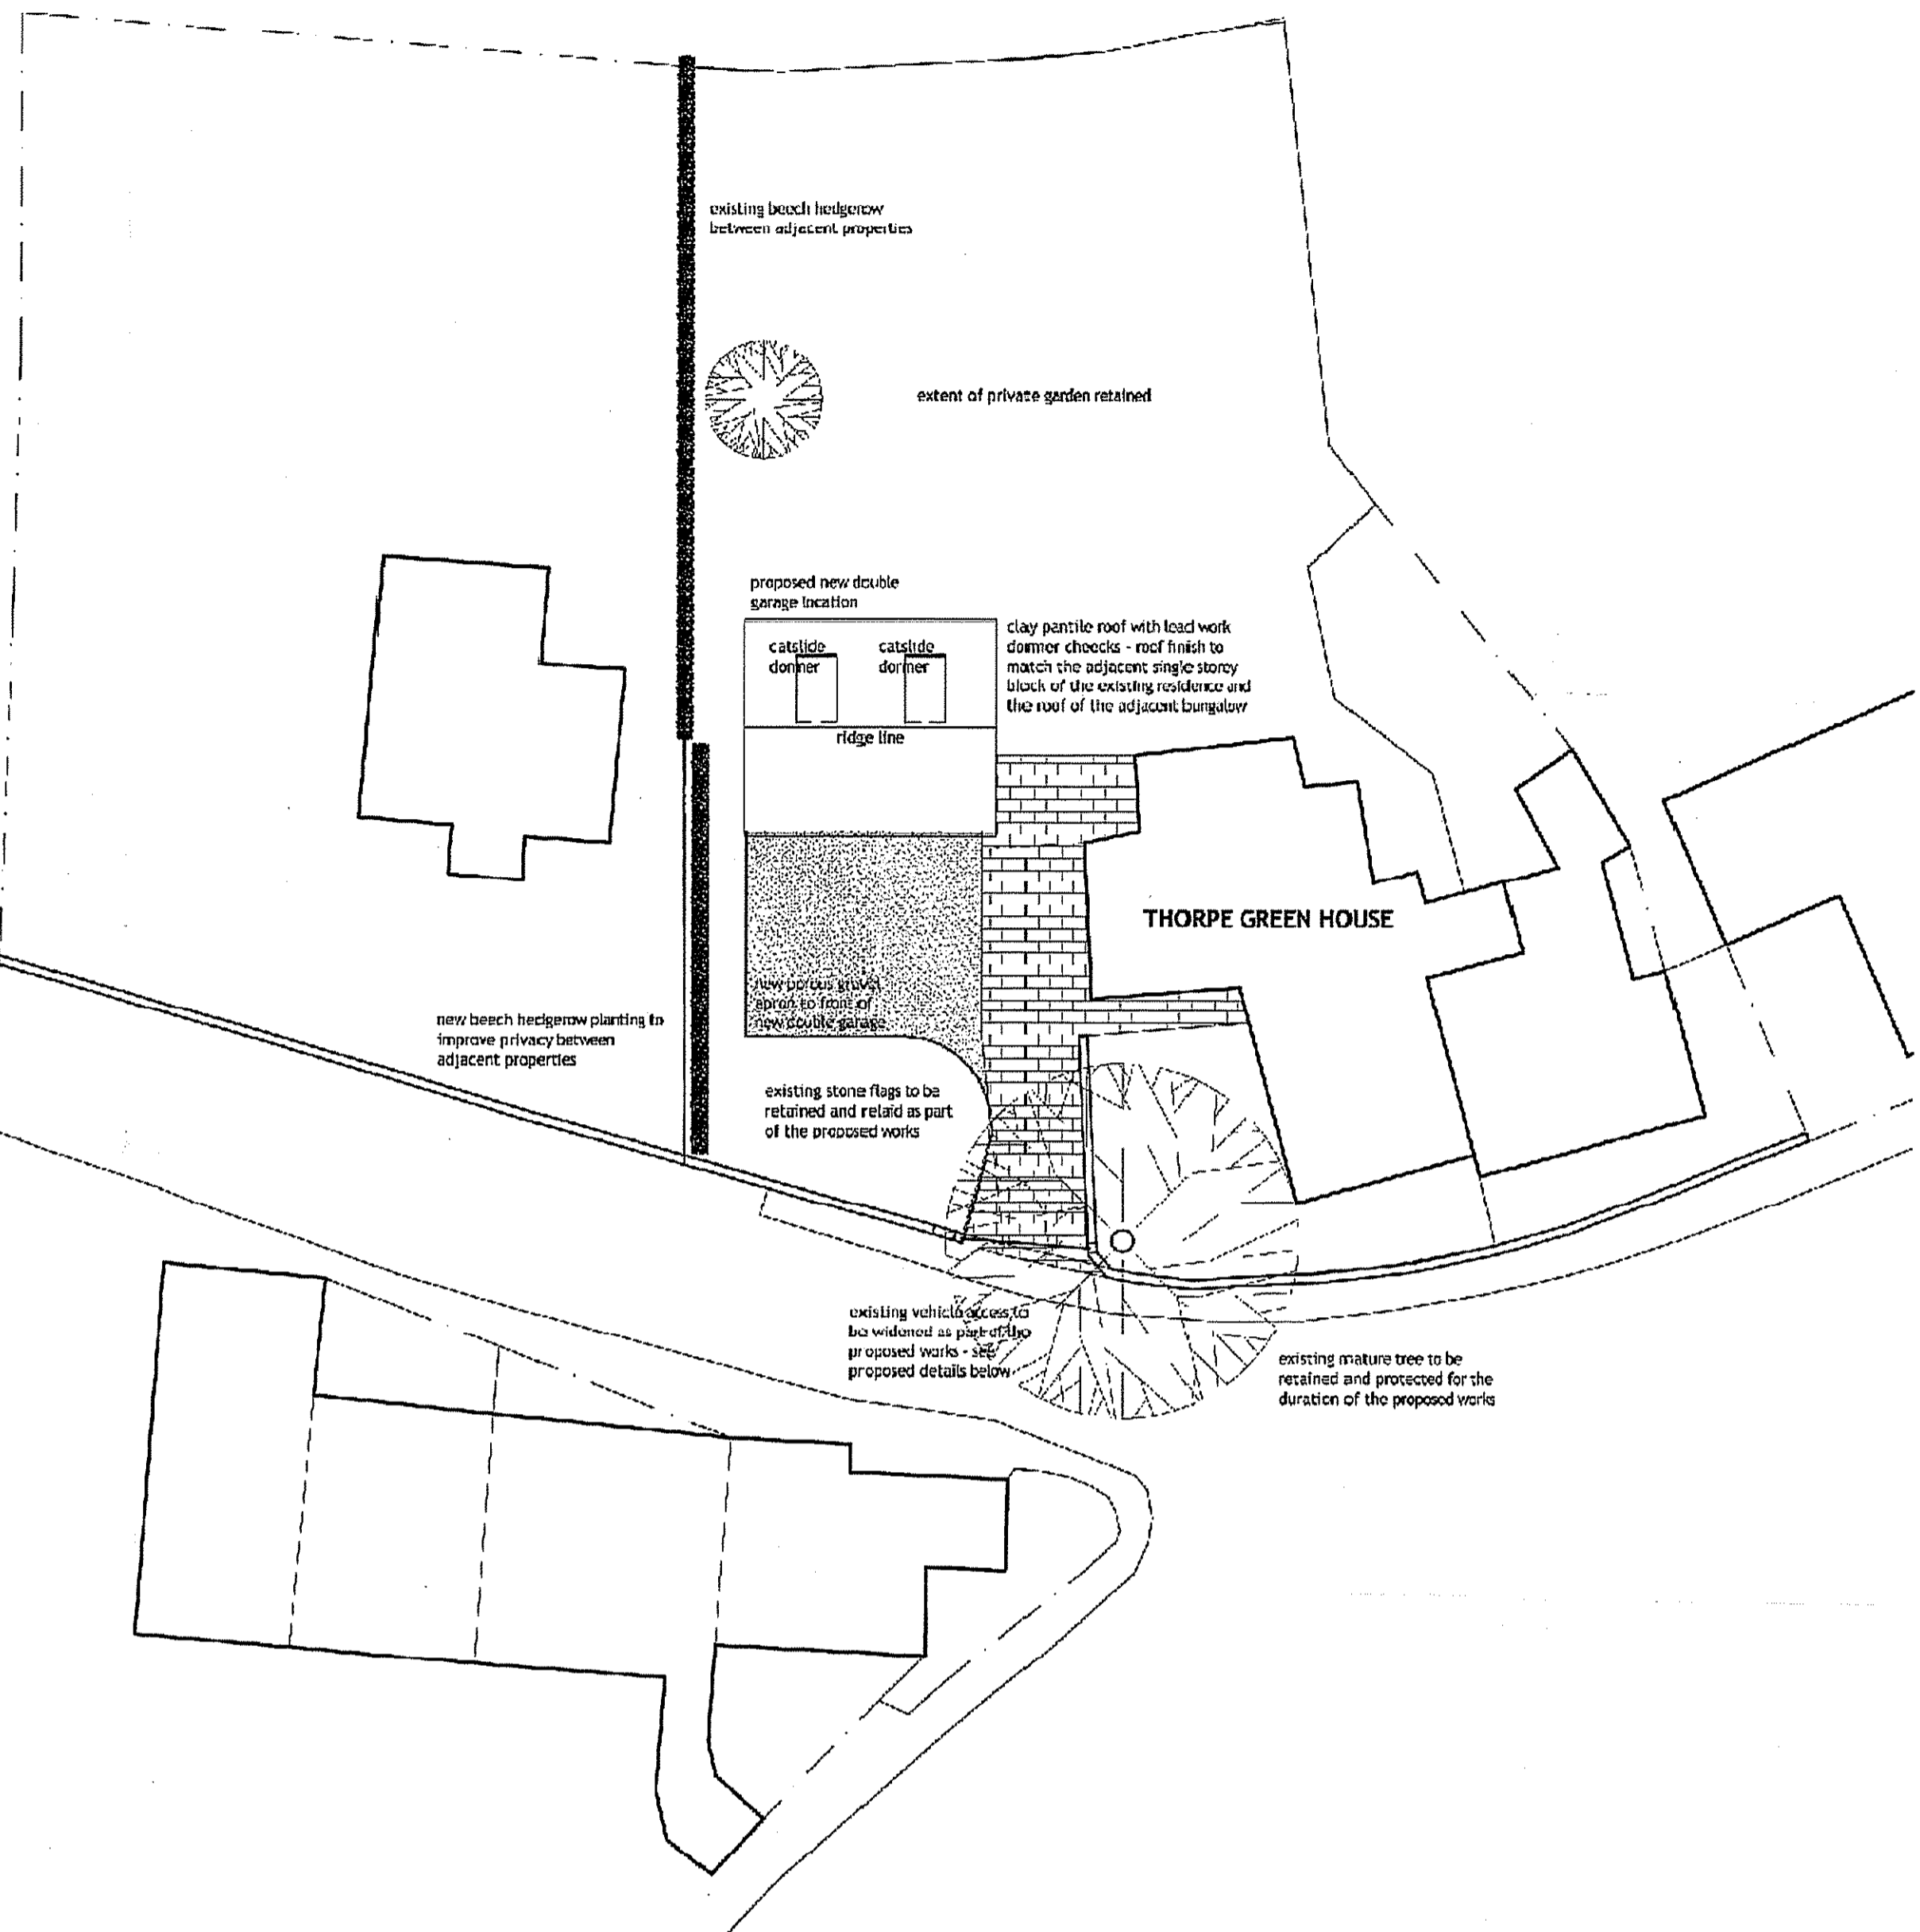 existing beech hedgerow
between adjacent properties
extent of private garden retained
proposed new double
garage location
catslide
dormer
catslide
dormer
ridge line
clay pantile roof with lead work
dormer cheecks - roof finish to
match the adjacent single storey
block of the existing residence and
the roof of the adjacent bungalow
THORPE GREEN HOUSE
new porous gravel
apron to front of
new double garage
new beech hedgerow planting to
improve privacy between
adjacent properties
existing stone flags to be
retained and relaid as part
of the proposed works
existing vehicle access to
be widened as part of the
proposed works - see
proposed details below
existing mature tree to be
retained and protected for the
duration of the proposed works